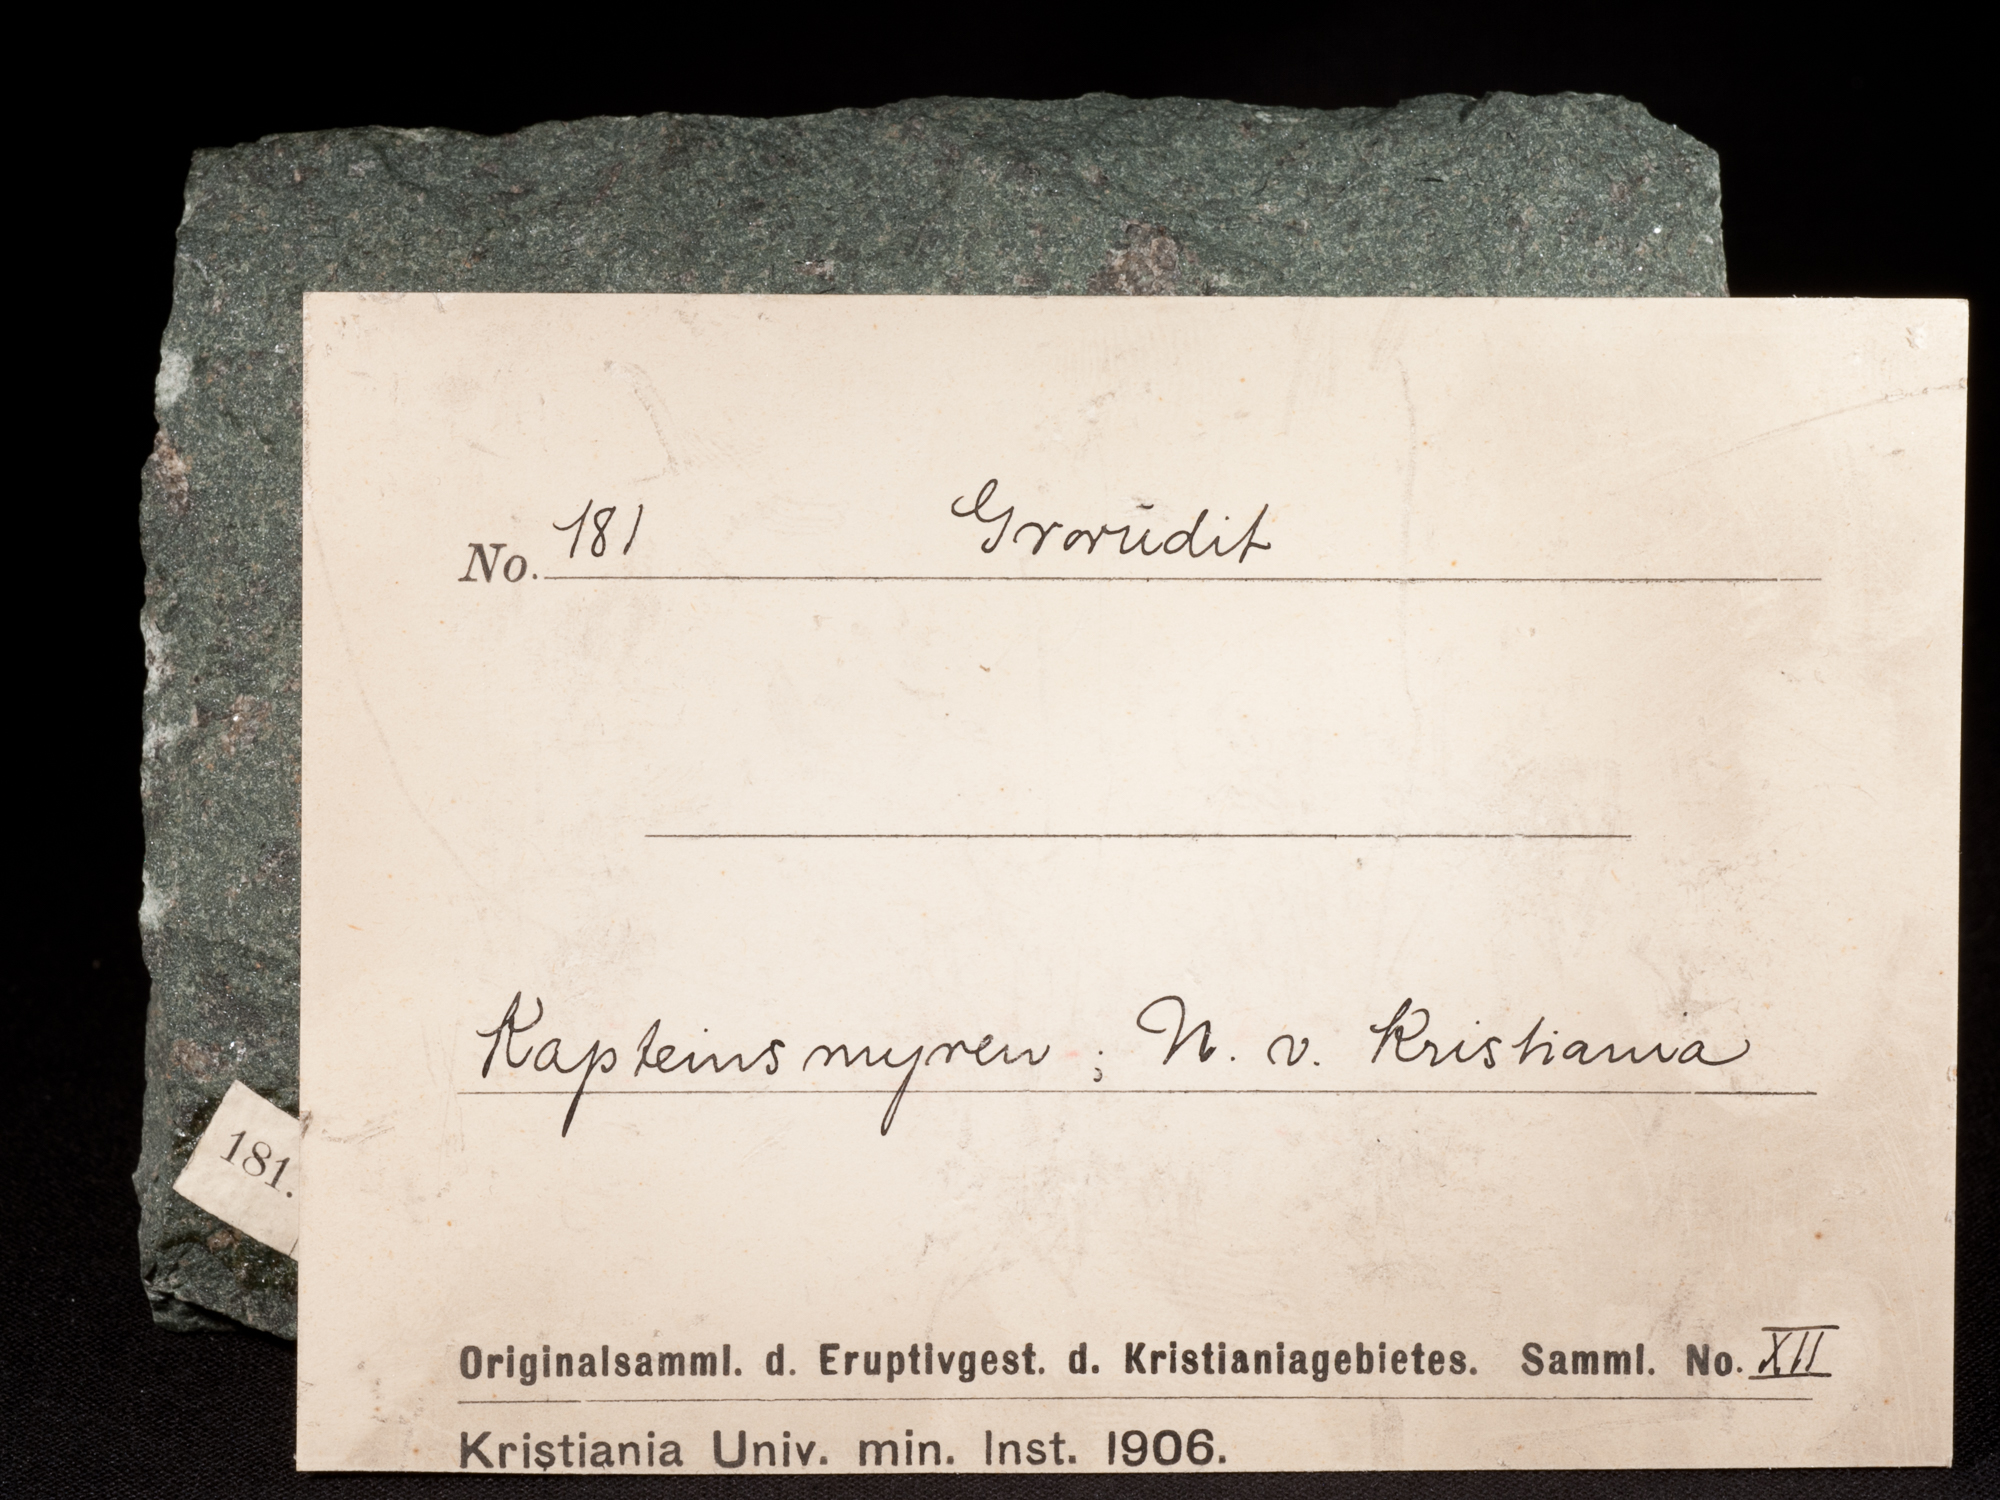 No. 181 Grorudit
Kapteinsmyren ; N. v. Kristiania
181.
Originalsamml. d. Eruptivgest. d. Kristianiagebietes. Samml. No. XII
Kristiania Univ. min. Inst. 1906.